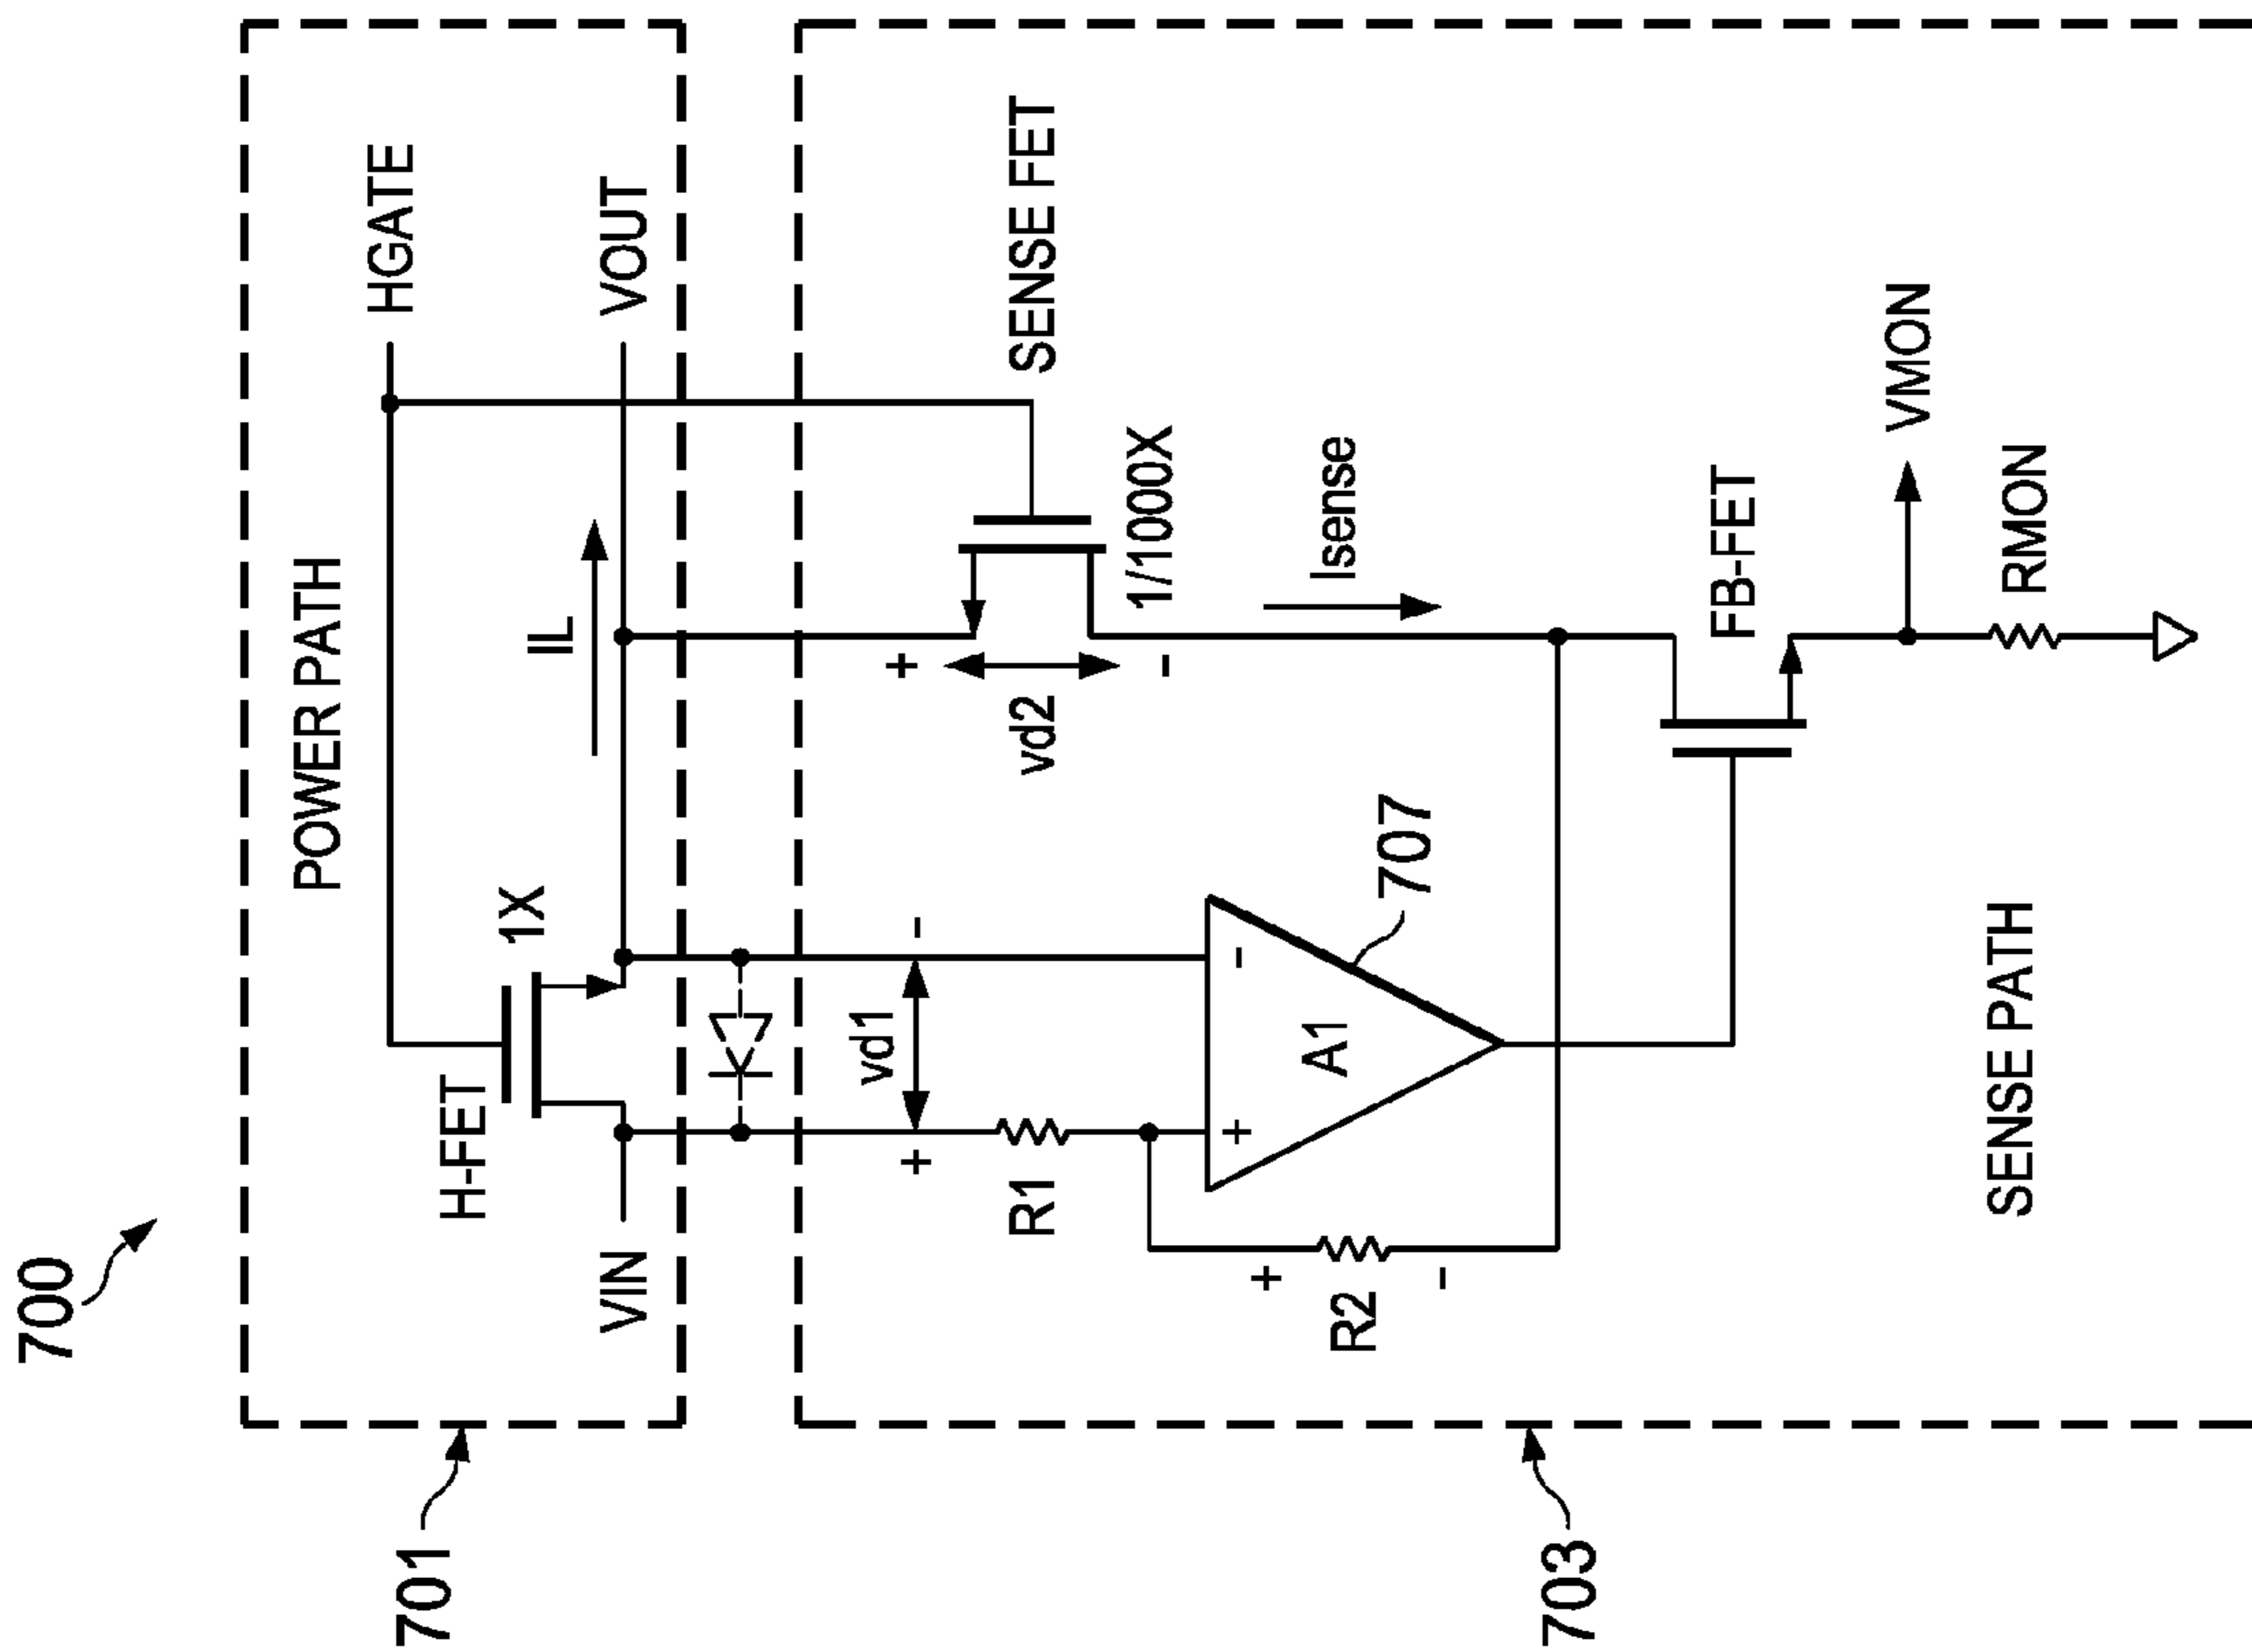 700
701
POWER PATH
HGATE
H-FET
1X
IL
VIN
VOUT
703
vd1
+
-
R1
+
-
A1
707
R2
+
-
SENSE FET
vd2
+
-
1/1000X
Isense
FB-FET
VMON
RMON
SENSE PATH